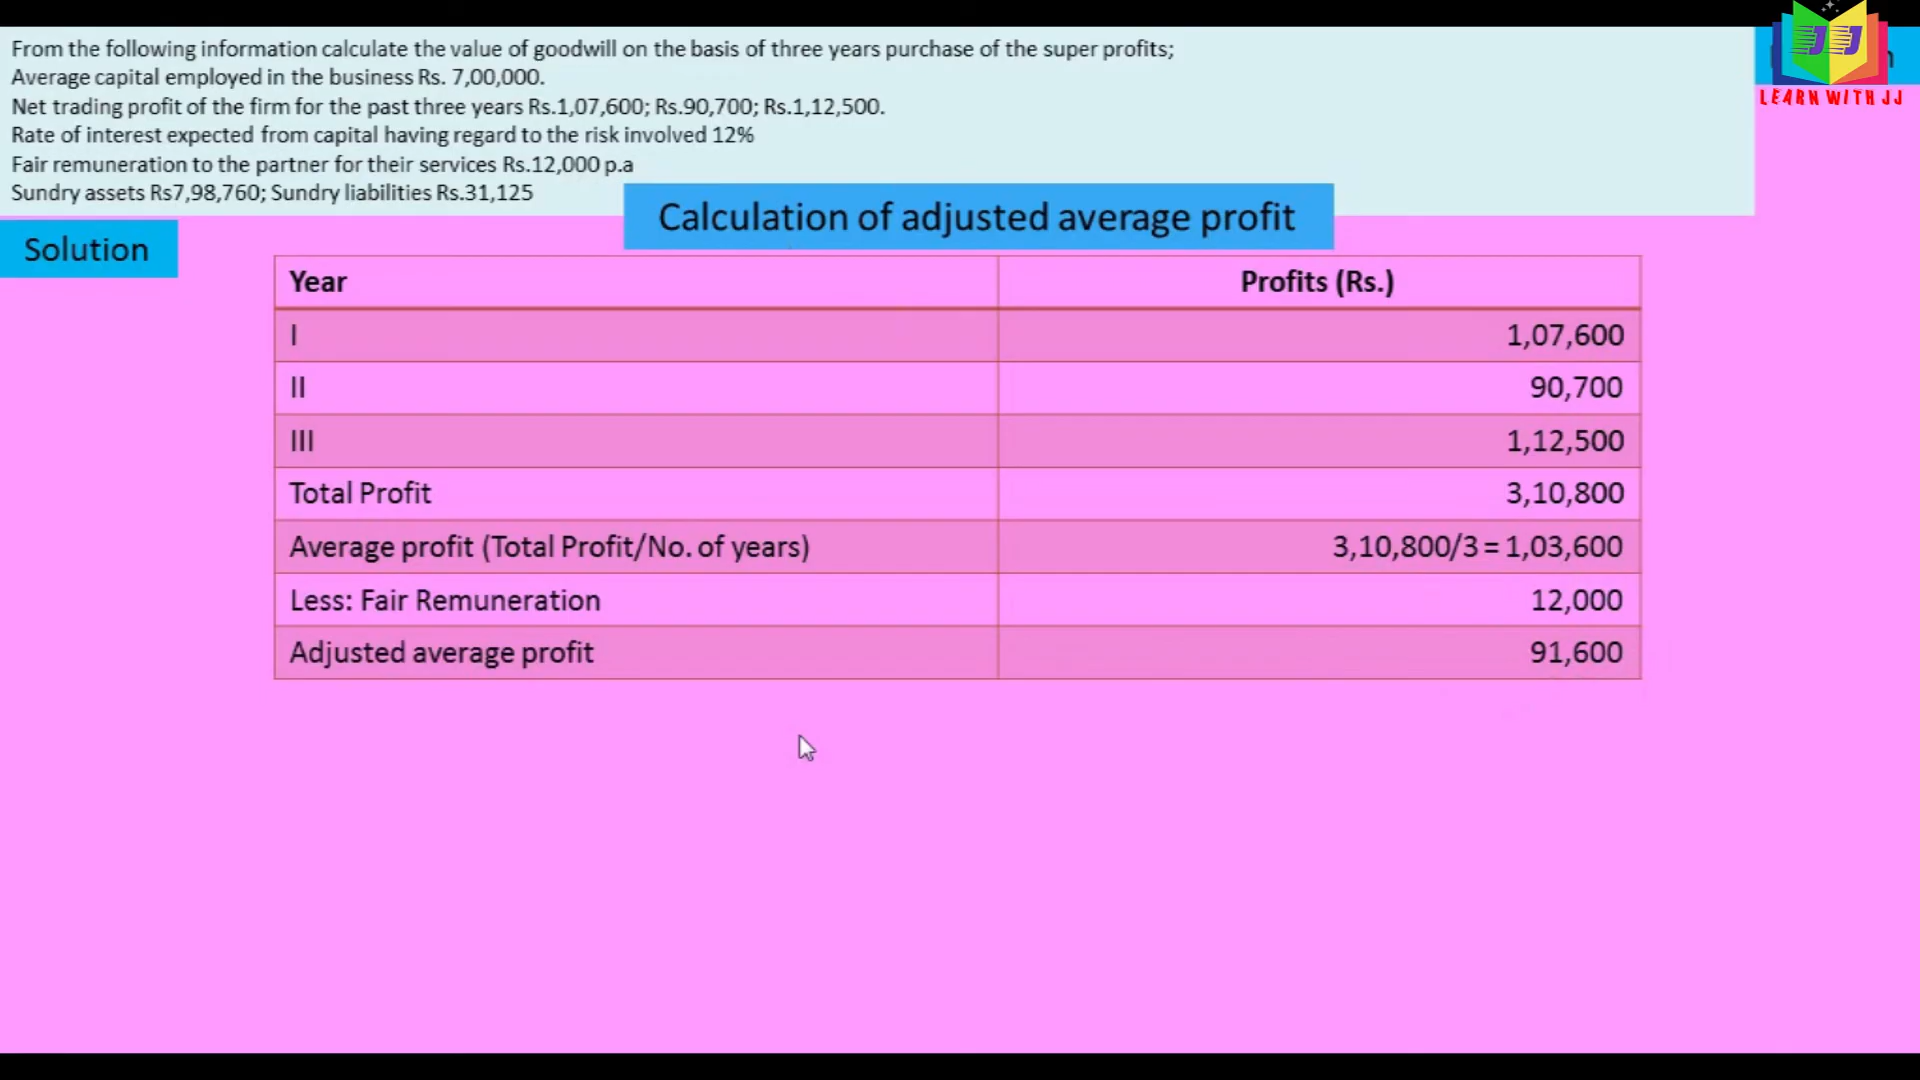 From the following information calculate the value of goodwill on the basis of three years purchase of the super profits;
Average capital employed in the business Rs. 7,00,000.
Net trading profit of the firm for the past three years Rs.1,07,600; Rs.90,700; Rs.1,12,500.
Rate of interest expected from capital having regard to the risk involved 12%
Fair remuneration to the partner for their services Rs.12,000 p.a
Sundry assets Rs7,98,760; Sundry liabilities Rs.31,125
JJ
LEARN WITH JJ
Calculation of adjusted average profit
Solution
Year Profits (Rs.)
I 1,07,600
II 90,700
III 1,12,500
Total Profit 3,10,800
Average profit (Total Profit/No. of years) 3,10,800/3 = 1,03,600
Less: Fair Remuneration 12,000
Adjusted average profit 91,600